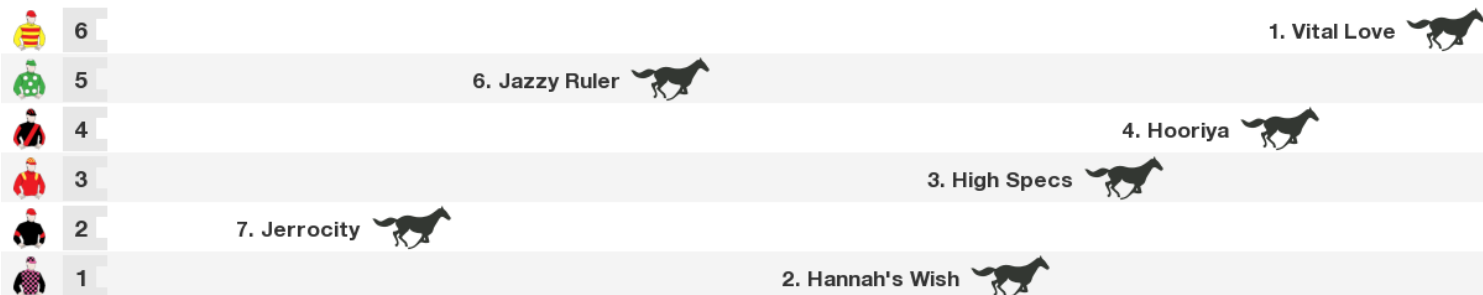 6 1. Vital Love
5 6. Jazzy Ruler
4 4. Hooriya
3 3. High Specs
2 7. Jerrocity
1 2. Hannah's Wish